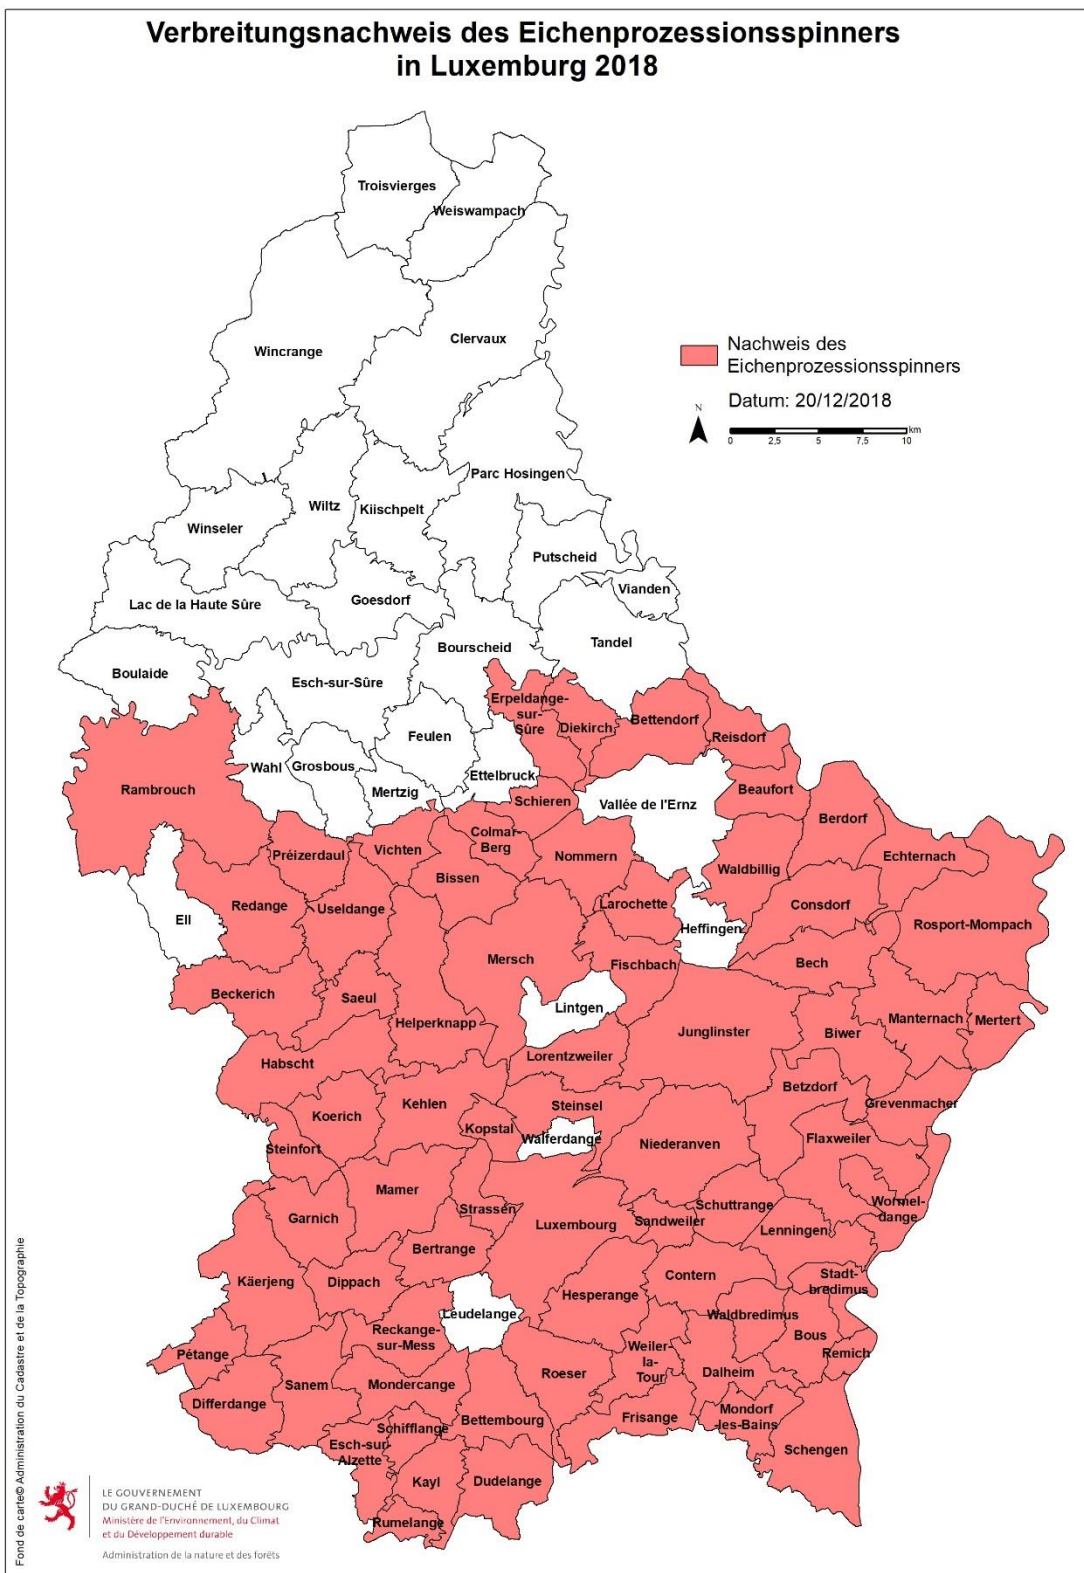 Verbreitungsnachweis des Eichenprozessionsspinners
in Luxemburg 2018
Troisvierges
Weiswampach
Clervaux
Wincrange
Nachweis des
Eichenprozessionsspinners
Datum: 20/12/2018
N
km
0 2,5 5 7,5 10
Parc Hosingen
Wiltz
Kiischpelt
Winseler
Putscheid
Vianden
Lac de la Haute Sûre
Goesdorf
Tandel
Bourscheid
Boulaide
Esch-sur-Sûre
Erpeldange-
sur-
Sûre
Diekirch
Bettendorf
Reisdorf
Feulen
Wahl
Grosbous
Ettelbruck
Mertzig
Rambrouch
Schieren
Vallée de l'Ernz
Beaufort
Berdorf
Colmar-
Berg
Préizerdaul
Vichten
Nommern
Echternach
Bissen
Waldbillig
Ell
Redange
Useldange
Larochette
Consdorf
Heffingen
Rosport-Mompach
Mersch
Fischbach
Bech
Beckerich
Saeul
Lintgen
Helperknapp
Junglinster
Biwer
Manternach
Mertert
Habscht
Lorentzweiler
Betzdorf
Koerich
Kehlen
Steinsel
Grevenmacher
Kopstal
Steinfort
Walferdange
Niederanven
Flaxweiler
Mamer
Garnich
Strassen
Luxembourg
Sandweiler
Schuttrange
Lenningen
Wormel-
dange
Bertrange
Käerjeng
Dippach
Contern
Stadt-
bredimus
Hesperange
Leudelange
Waldbredimus
Reckange-
sur-Mess
Bous
Remich
Pétange
Weiler-
la-
Tour
Roeser
Dalheim
Sanem
Mondercange
Differdange
Bettembourg
Frisange
Mondorf
-les-Bains
Schifflange
Esch-sur-
Alzette
Schengen
Kayl
Dudelange
Rumelange
Fond de carte© Administration du Cadastre et de la Topographie
LE GOUVERNEMENT
DU GRAND-DUCHÉ DE LUXEMBOURG
Ministère de l'Environnement, du Climat
et du Développement durable
Administration de la nature et des forêts